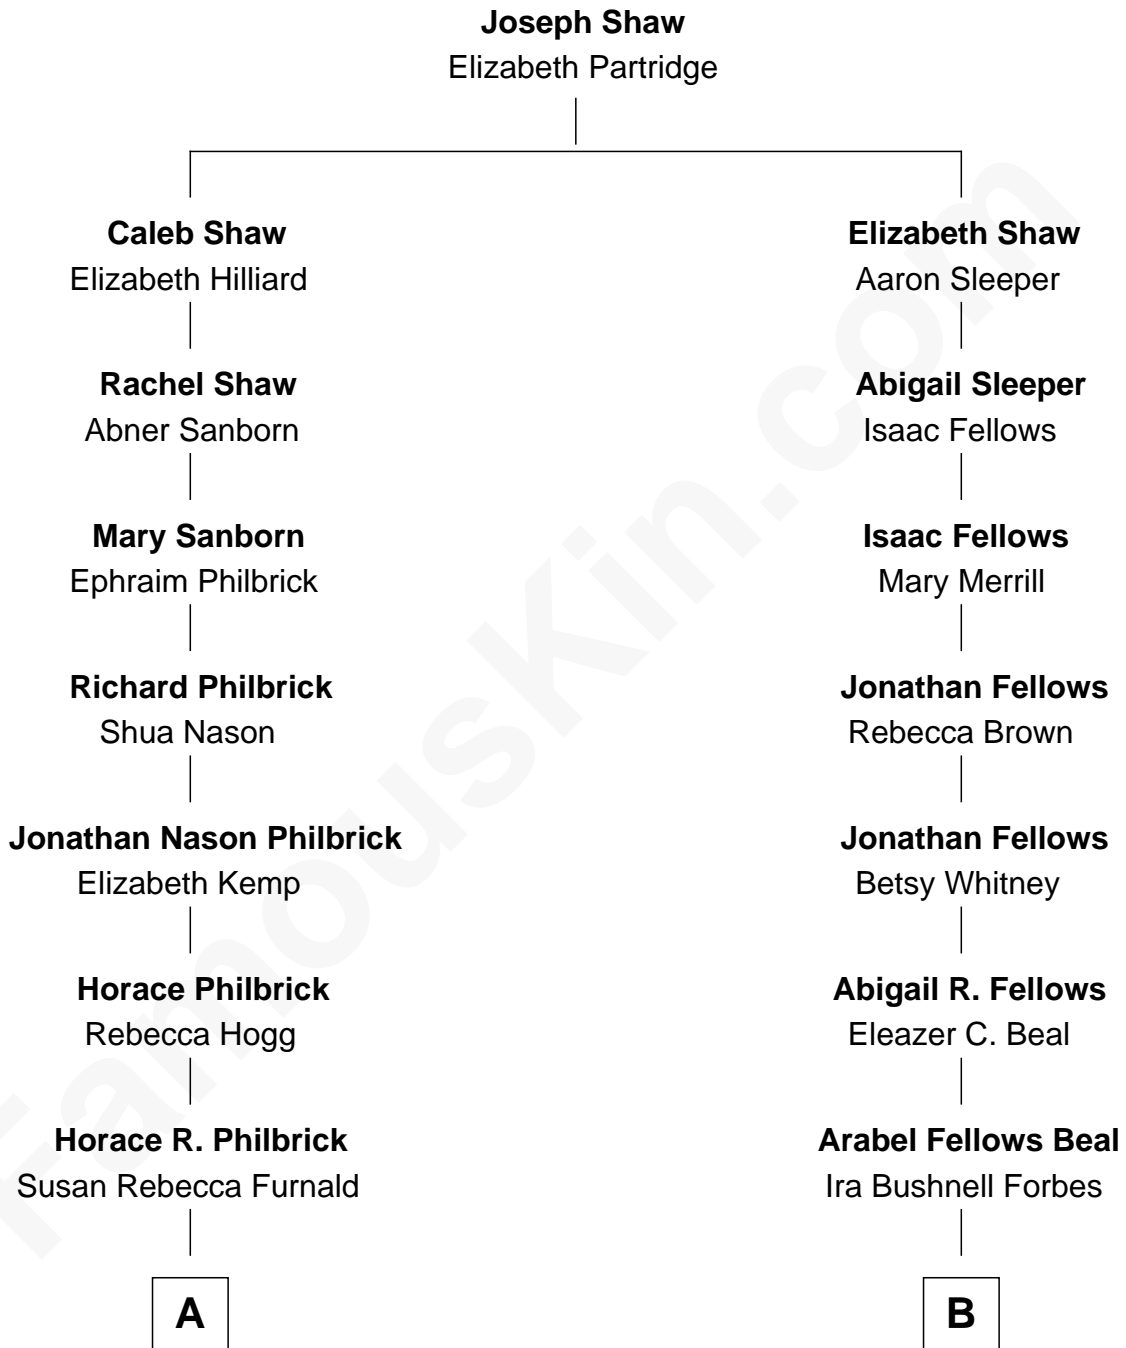 Joseph Shaw
Elizabeth Partridge
Caleb Shaw
Elizabeth Hilliard
Elizabeth Shaw
Aaron Sleeper
Rachel Shaw
Abner Sanborn
Abigail Sleeper
Isaac Fellows
Mary Sanborn
Ephraim Philbrick
Isaac Fellows
Mary Merrill
Richard Philbrick
Shua Nason
Jonathan Fellows
Rebecca Brown
Jonathan Nason Philbrick
Elizabeth Kemp
Jonathan Fellows
Betsy Whitney
Horace Philbrick
Rebecca Hogg
Abigail R. Fellows
Eleazer C. Beal
Horace R. Philbrick
Susan Rebecca Furnald
Arabel Fellows Beal
Ira Bushnell Forbes
A
B
FamousKin.com